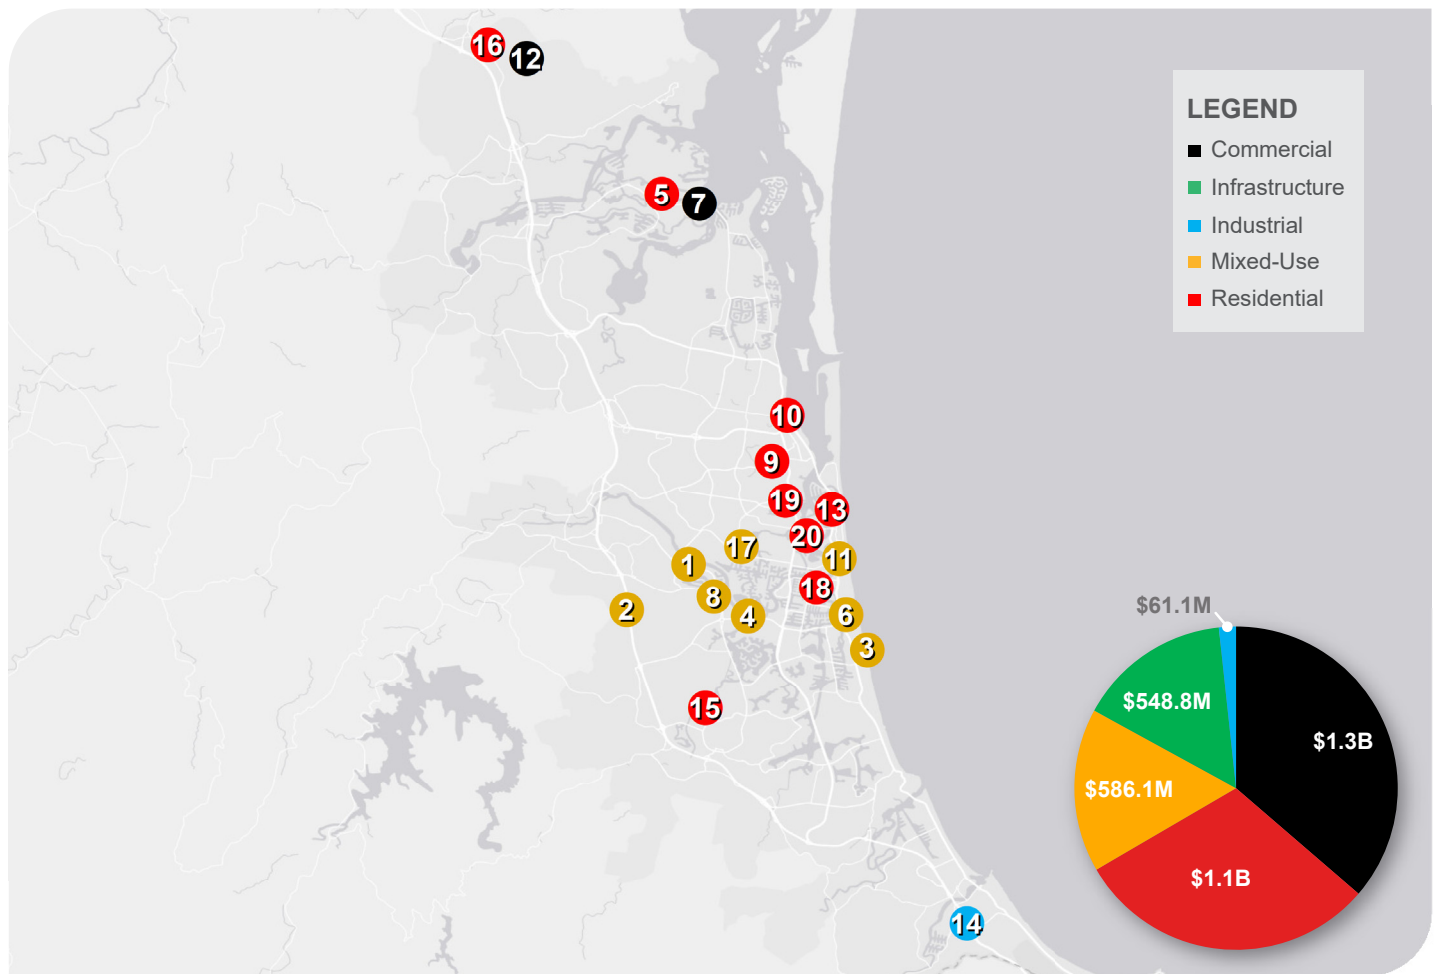 16
12
5
7
LEGEND
Commercial
Infrastructure
Industrial
Mixed-Use
Residential
10
9
19
13
20
17
11
1
18
8
2
4
6
3
15
14
$61.1M
$548.8M
$1.3B
$586.1M
$1.1B